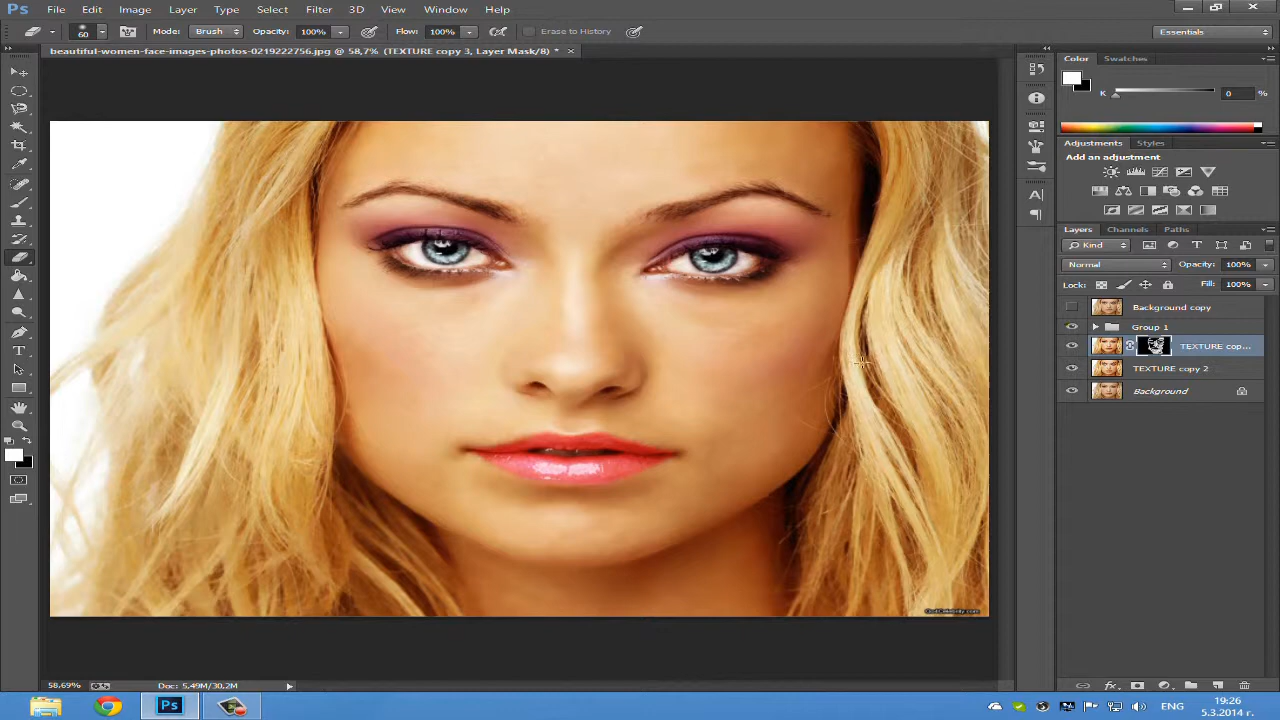 Ps File Edit Image Layer Type Select Filter 3D View Window Help
60 Mode: Brush Opacity: 100% Flow: 100% Erase to History Essentials
beautiful-women-face-images-photos-0219222756.jpg @ 58,7% (TEXTURE copy 3, Layer Mask/8) * ×
Color Swatches
K 0 %
Adjustments Styles
Add an adjustment
Layers Channels Paths
Kind
Normal Opacity: 100%
Lock: Fill: 100%
Background copy
Group 1
TEXTURE cop...
TEXTURE copy 2
Background
58.69% Doc: 5,49M/30,2M
fx
Ps ENG 19:26
5.3.2014 г.